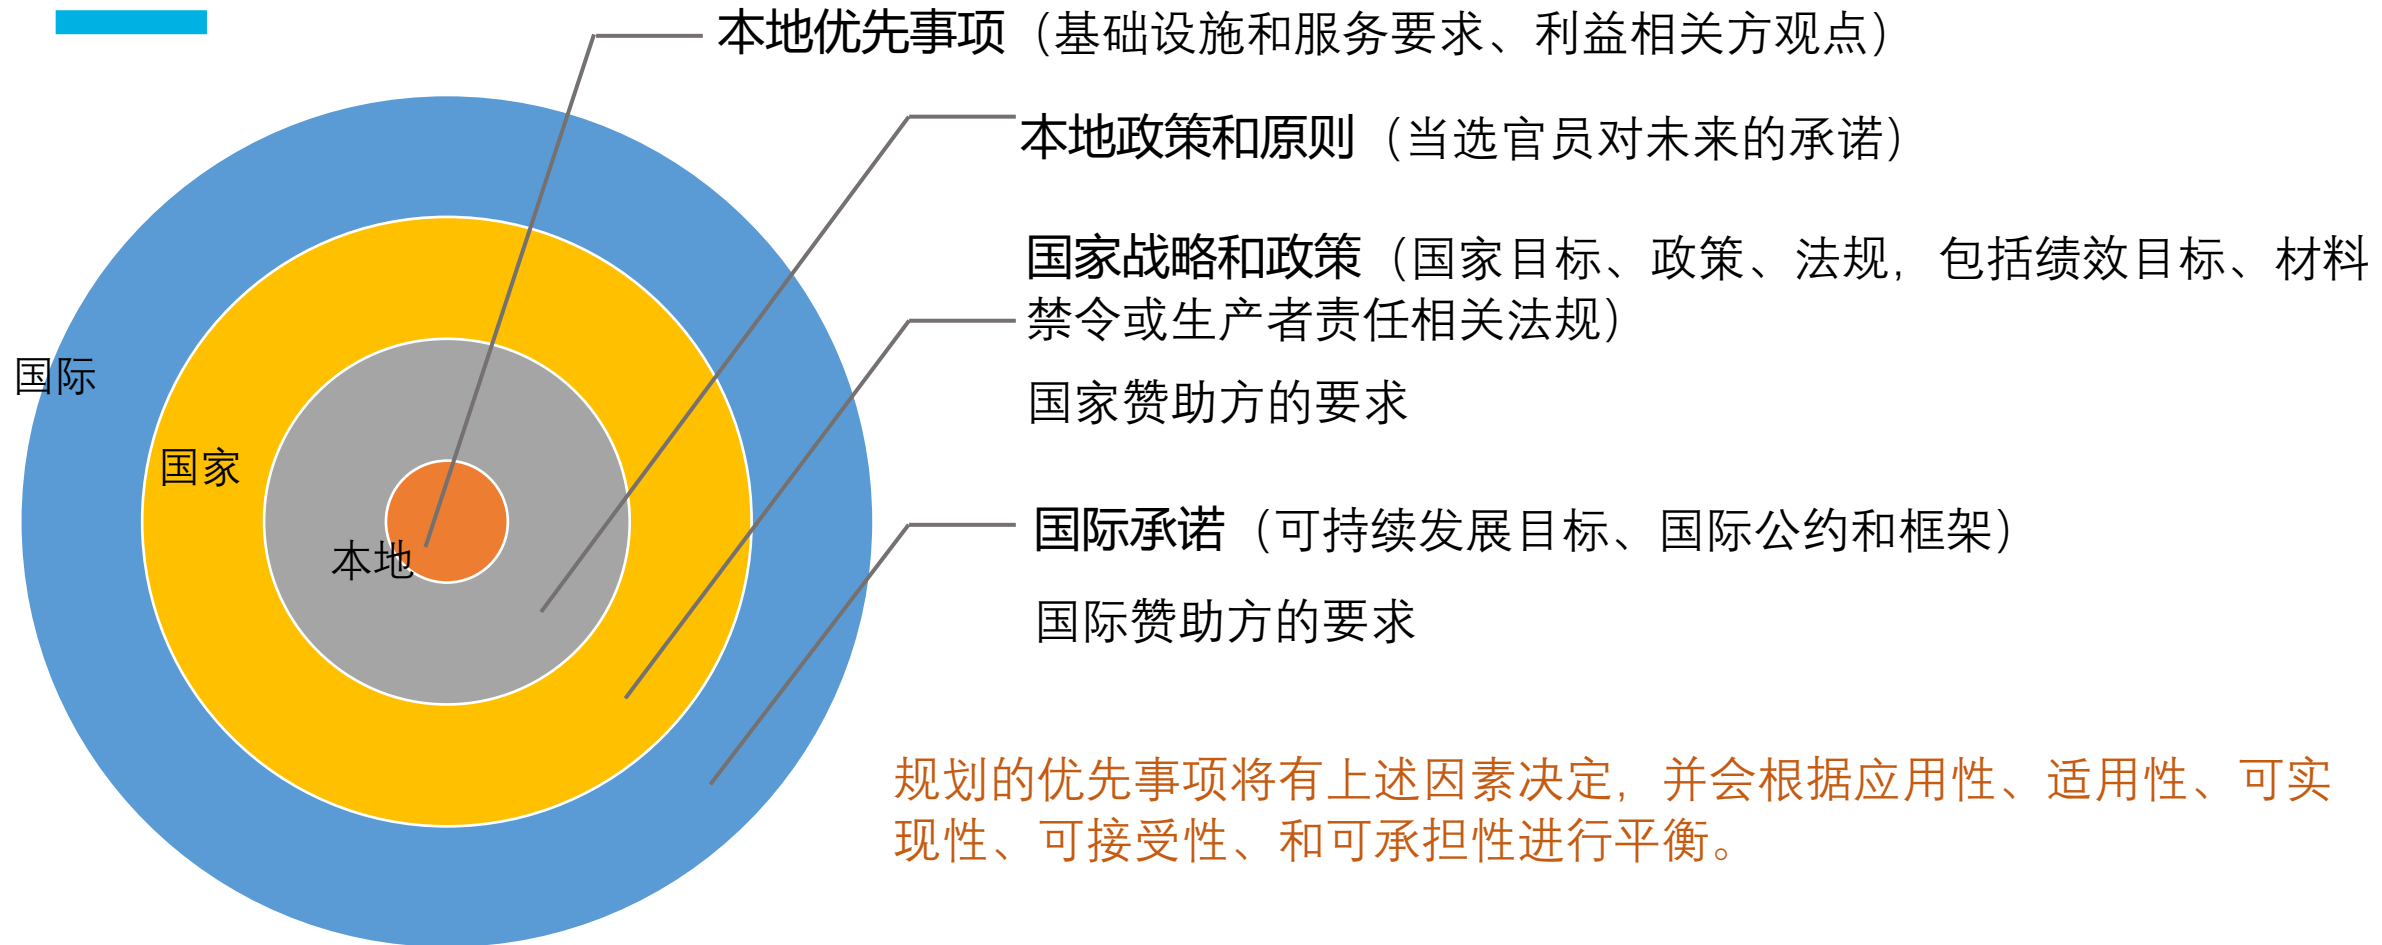 本地优先事项（基础设施和服务要求、利益相关方观点）
本地政策和原则（当选官员对未来的承诺）
国家战略和政策（国家目标、政策、法规，包括绩效目标、材料
禁令或生产者责任相关法规）
国家赞助方的要求
国际
国家
本地
国际承诺（可持续发展目标、国际公约和框架）
国际赞助方的要求
规划的优先事项将有上述因素决定，并会根据应用性、适用性、可实
现性、可接受性、和可承担性进行平衡。